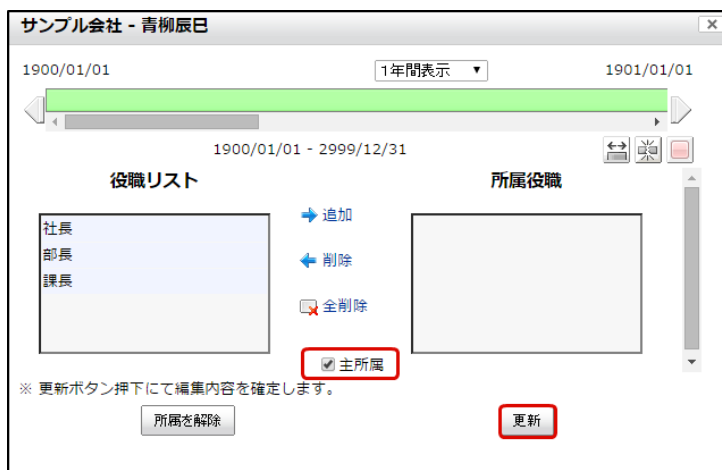 サンプル会社 - 青柳辰巳
1900/01/01 1年間表示 1901/01/01
1900/01/01 - 2999/12/31
役職リスト 所属役職
社長
部長
課長
追加
削除
全削除
主所属
※ 更新ボタン押下にて編集内容を確定します。
所属を解除 更新